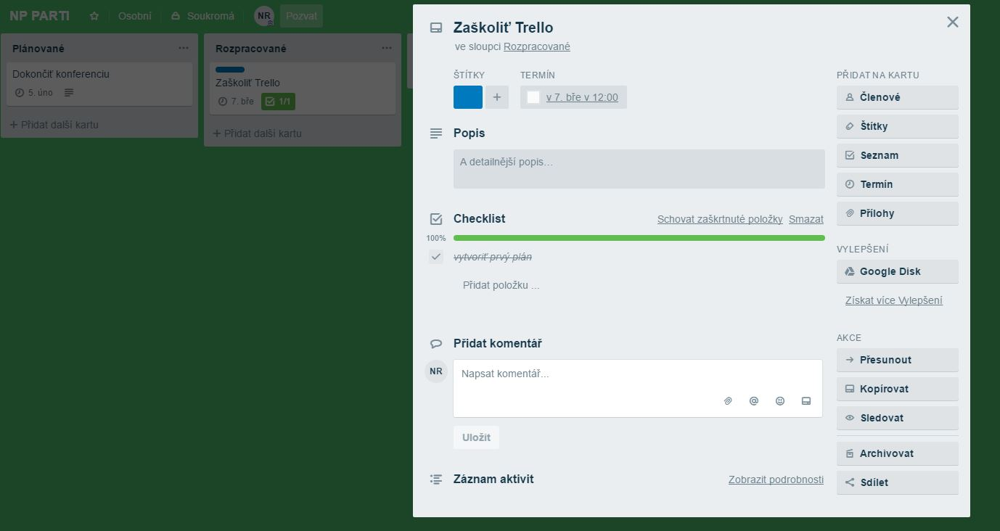 NP PARTI
Osobní
Soukromá
NR
Pozvat
Plánované
Dokončiť konferenciu
5. úno
+ Přidat další kartu
Rozpracované
Zaškoliť Trello
7. bře
1/1
+ Přidat další kartu
Zaškoliť Trello
ve sloupci Rozpracované
ŠTÍTKY
TERMÍN
+
v 7. bře v 12:00
Popis
A detailnější popis...
Checklist
Schovat zaškrtnuté položky
Smazat
100%
vytvoriť prvý plán
Přidat položku ...
Přidat komentář
NR
Napsat komentář...
Uložit
Záznam aktivit
Zobrazit podrobnosti
PŘIDAT NA KARTU
Členové
Štítky
Seznam
Termín
Přílohy
VYLEPŠENÍ
Google Disk
Získat více Vylepšení
AKCE
Přesunout
Kopírovat
Sledovat
Archivovat
Sdílet